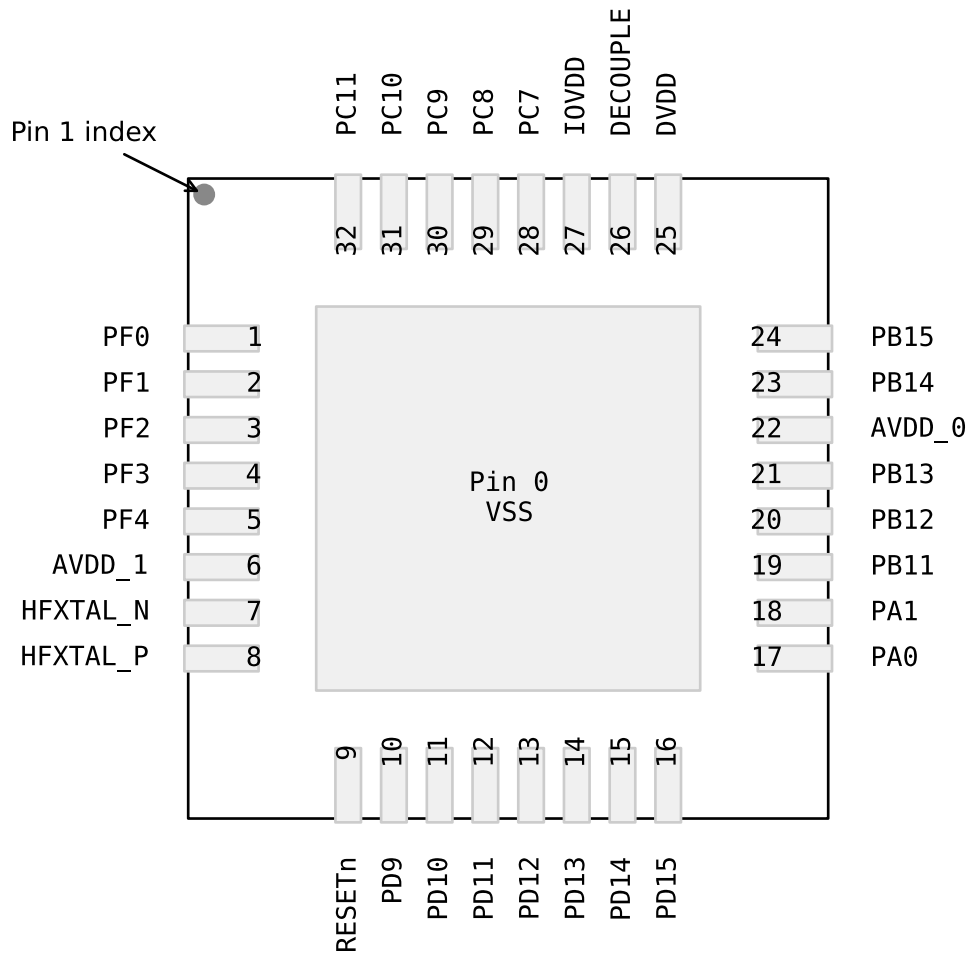 PC11
PC10
PC9
PC8
PC7
IOVDD
DECOUPLE
DVDD
Pin 1 index
32
31
30
29
28
27
26
25
PF0 1
24 PB15
PF1 2
23 PB14
PF2 3
22 AVDD_0
PF3 4
21 PB13
Pin 0
VSS
PF4 5
20 PB12
AVDD_1 6
19 PB11
HFXTAL_N 7
18 PA1
HFXTAL_P 8
17 PA0
9
10
11
12
13
14
15
16
RESETn
PD9
PD10
PD11
PD12
PD13
PD14
PD15